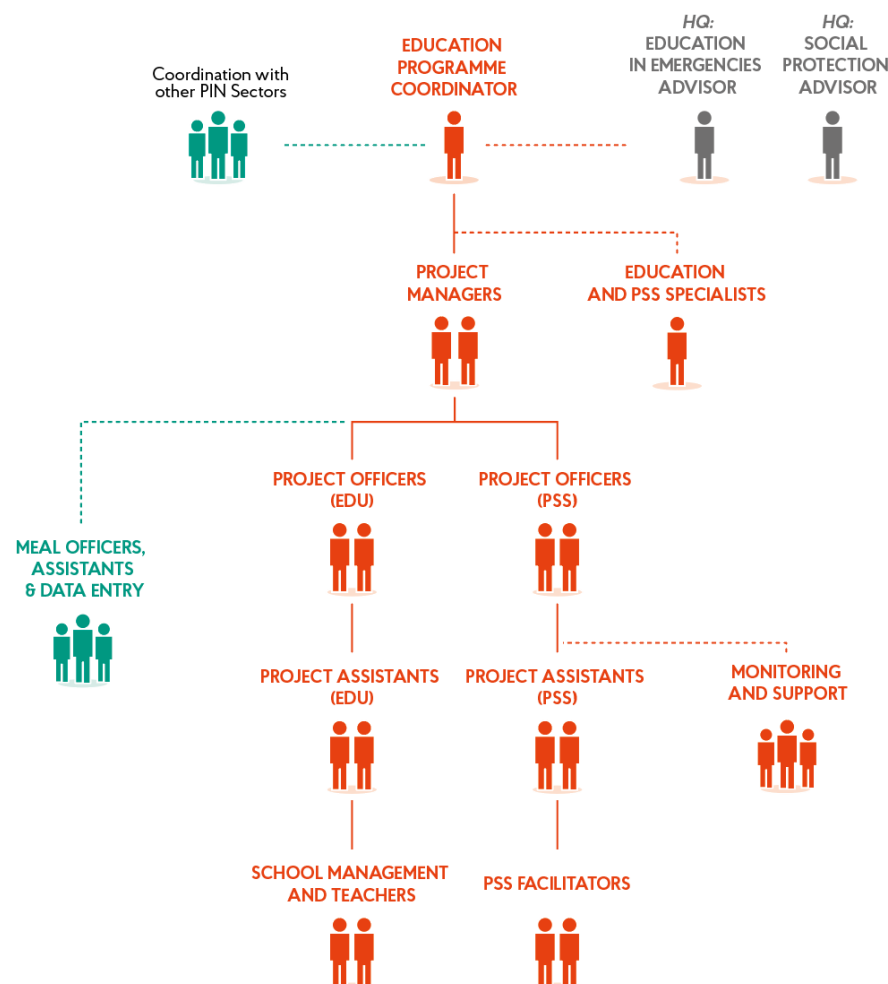 Coordination with
other PIN Sectors
EDUCATION
PROGRAMME
COORDINATOR
HQ:
EDUCATION
IN EMERGENCIES
ADVISOR
HQ:
SOCIAL
PROTECTION
ADVISOR
PROJECT
MANAGERS
EDUCATION
AND PSS SPECIALISTS
PROJECT OFFICERS
(EDU)
PROJECT OFFICERS
(PSS)
MEAL OFFICERS,
ASSISTANTS
& DATA ENTRY
PROJECT ASSISTANTS
(EDU)
PROJECT ASSISTANTS
(PSS)
MONITORING
AND SUPPORT
SCHOOL MANAGEMENT
AND TEACHERS
PSS FACILITATORS